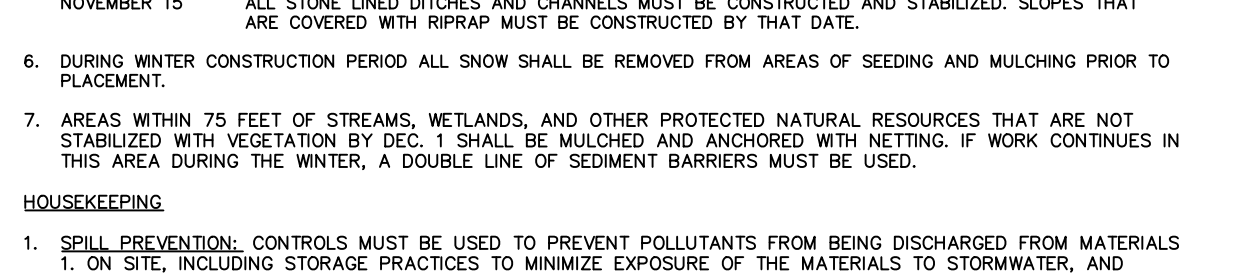 NOVEMBER 15 ALL STONE LINED DITCHES AND CHANNELS MUST BE CONSTRUCTED AND STABILIZED. SLOPES THAT
ARE COVERED WITH RIPRAP MUST BE CONSTRUCTED BY THAT DATE.
6. DURING WINTER CONSTRUCTION PERIOD ALL SNOW SHALL BE REMOVED FROM AREAS OF SEEDING AND MULCHING PRIOR TO
PLACEMENT.
7. AREAS WITHIN 75 FEET OF STREAMS, WETLANDS, AND OTHER PROTECTED NATURAL RESOURCES THAT ARE NOT
STABILIZED WITH VEGETATION BY DEC. 1 SHALL BE MULCHED AND ANCHORED WITH NETTING. IF WORK CONTINUES IN
THIS AREA DURING THE WINTER, A DOUBLE LINE OF SEDIMENT BARRIERS MUST BE USED.
HOUSEKEEPING
1. SPILL PREVENTION: CONTROLS MUST BE USED TO PREVENT POLLUTANTS FROM BEING DISCHARGED FROM MATERIALS
1. ON SITE, INCLUDING STORAGE PRACTICES TO MINIMIZE EXPOSURE OF THE MATERIALS TO STORMWATER, AND